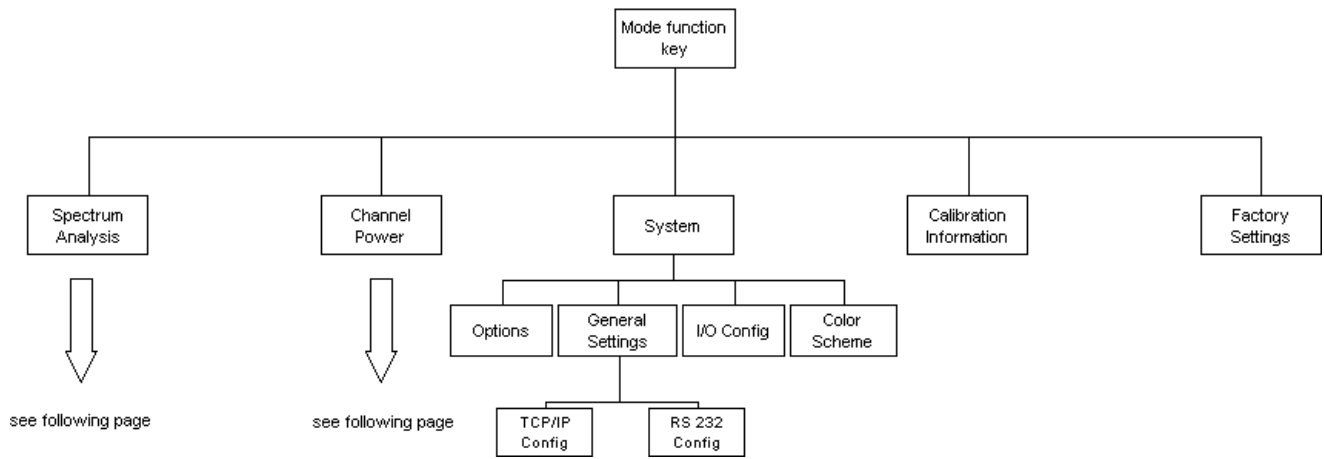 Mode function
key
Spectrum
Analysis
Channel
Power
System
Calibration
Information
Factory
Settings
Options
General
Settings
I/O Config
Color
Scheme
see following page
see following page
TCP/IP
Config
RS 232
Config